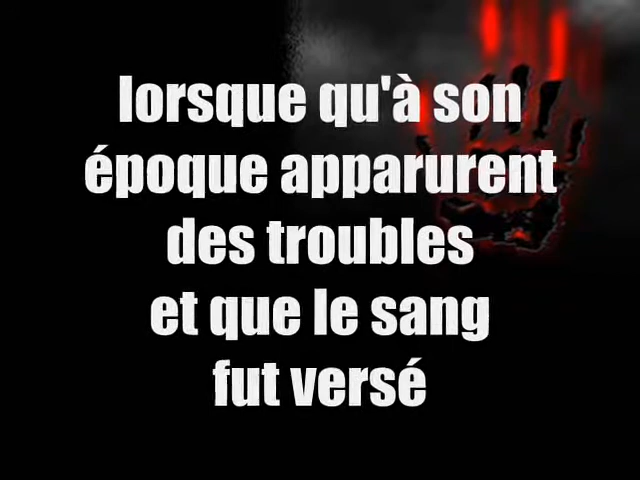 lorsque qu'à son
époque apparurent
des troubles
et que le sang
fut versé